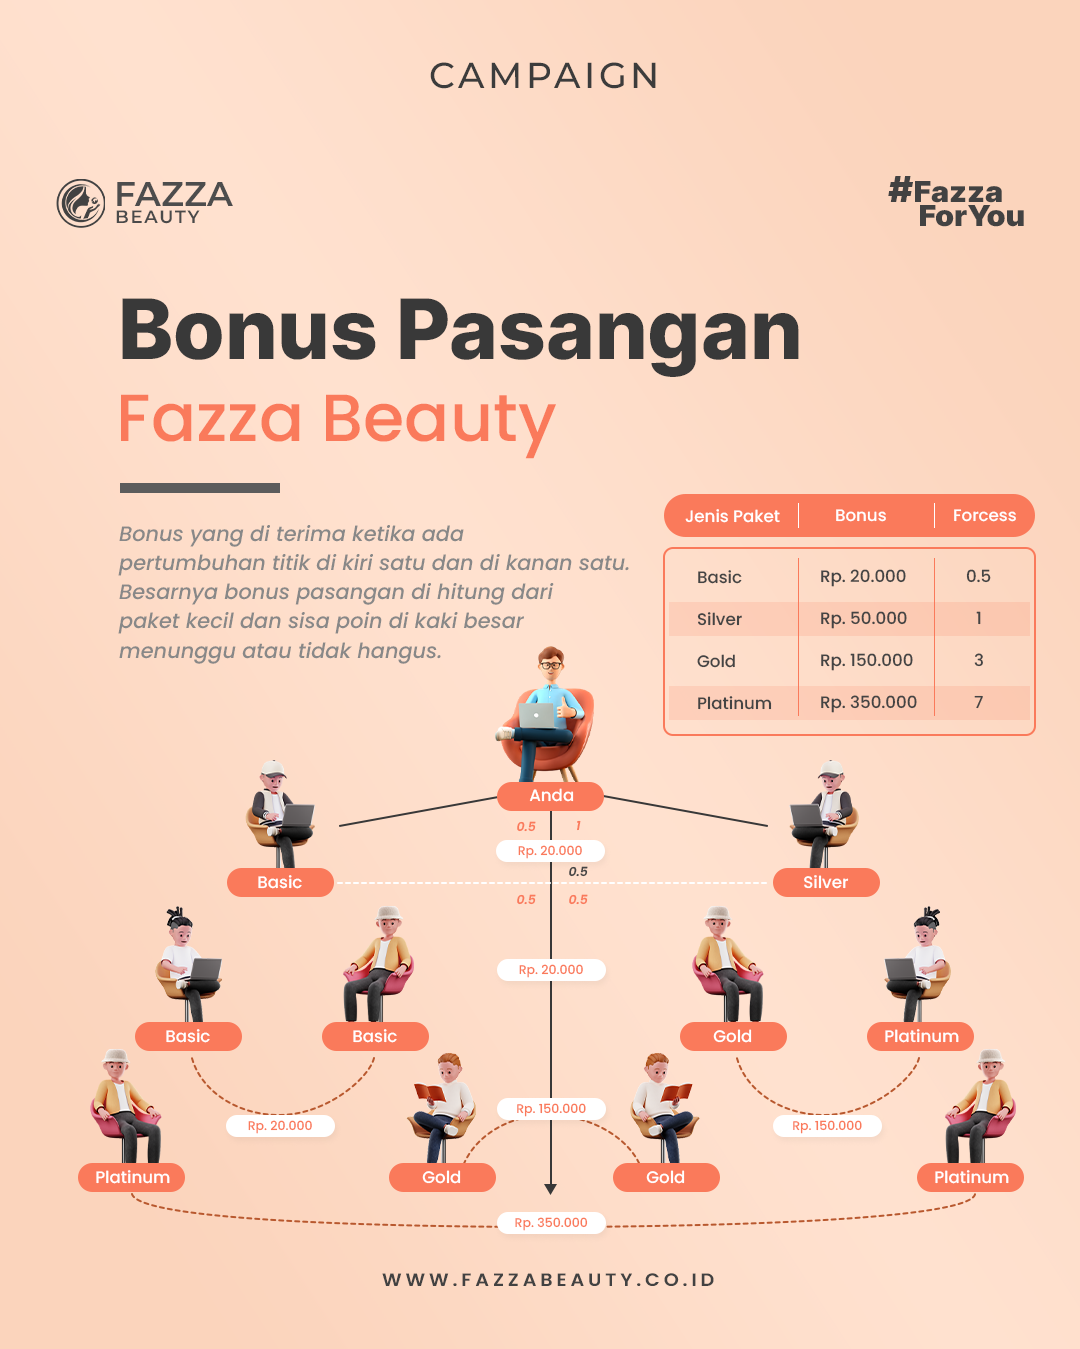 CAMPAIGN
FAZZA
BEAUTY
#Fazza
ForYou
Bonus Pasangan
Fazza Beauty
Bonus yang di terima ketika ada
pertumbuhan titik di kiri satu dan di kanan satu.
Besarnya bonus pasangan di hitung dari
paket kecil dan sisa poin di kaki besar
menunggu atau tidak hangus.
Jenis Paket Bonus Forcess
Basic Rp. 20.000 0.5
Silver Rp. 50.000 1
Gold Rp. 150.000 3
Platinum Rp. 350.000 7
Anda
0.5 1
Rp. 20.000
0.5
Basic Silver
0.5 0.5
Rp. 20.000
Basic Basic Gold Platinum
Rp. 150.000
Rp. 20.000 Rp. 150.000
Platinum Gold Gold Platinum
Rp. 350.000
WWW.FAZZABEAUTY.CO.ID